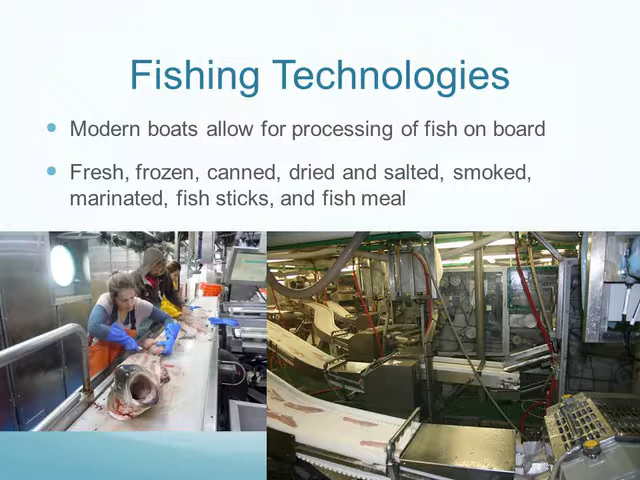 Fishing Technologies
Modern boats allow for processing of fish on board
Fresh, frozen, canned, dried and salted, smoked,
marinated, fish sticks, and fish meal